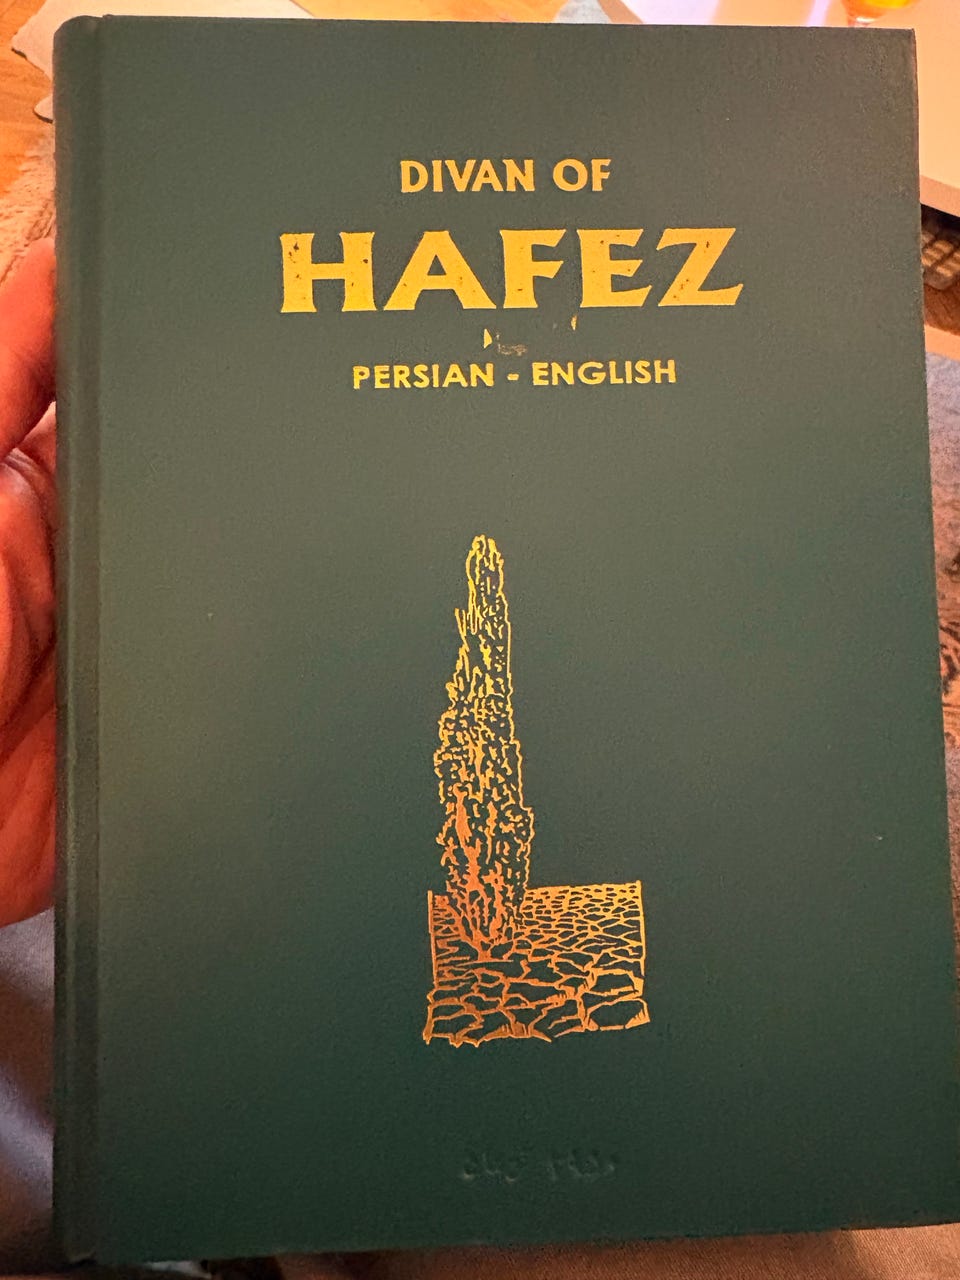 DIVAN OF
HAFEZ
PERSIAN - ENGLISH